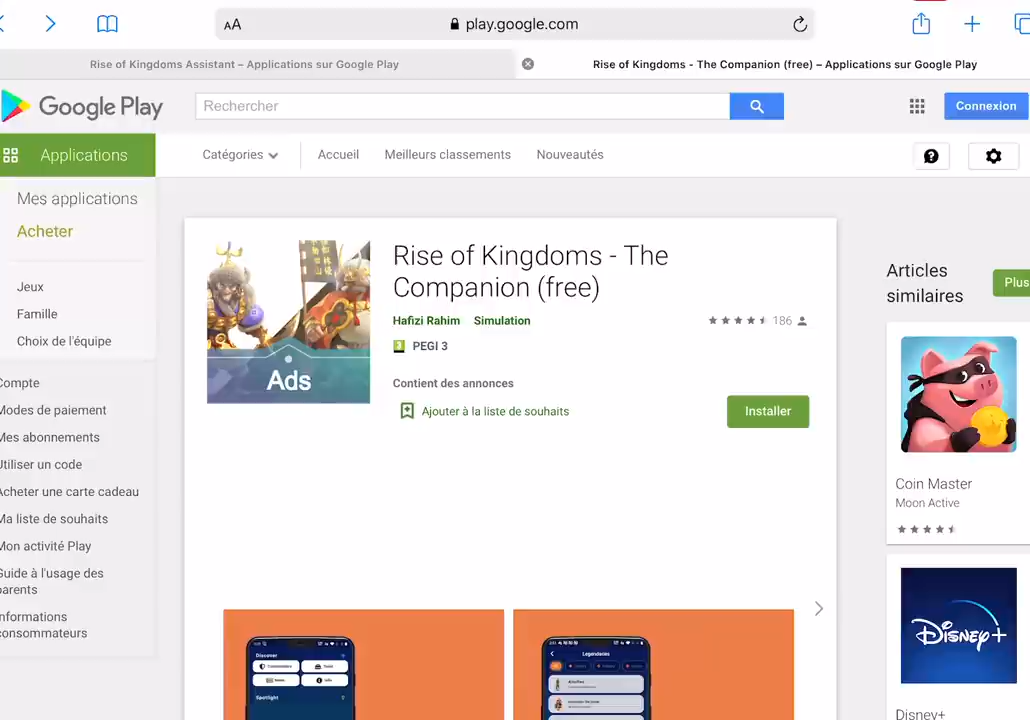 AA
play.google.com
Rise of Kingdoms Assistant – Applications sur Google Play
Rise of Kingdoms - The Companion (free) – Applications sur Google Play
Google Play
Rechercher
Connexion
Applications
Catégories
Accueil
Meilleurs classements
Nouveautés
Mes applications
Acheter
Jeux
Famille
Choix de l'équipe
Compte
Modes de paiement
Mes abonnements
Utiliser un code
Acheter une carte cadeau
Ma liste de souhaits
Mon activité Play
Guide à l'usage des
parents
Informations
consommateurs
Ads
Rise of Kingdoms - The
Companion (free)
Hafizi Rahim
Simulation
186
3
PEGI 3
Contient des annonces
Ajouter à la liste de souhaits
Installer
Discover
Spotlight
Legendaries
Articles
similaires
Plus
Coin Master
Moon Active
Disney+
Disney+